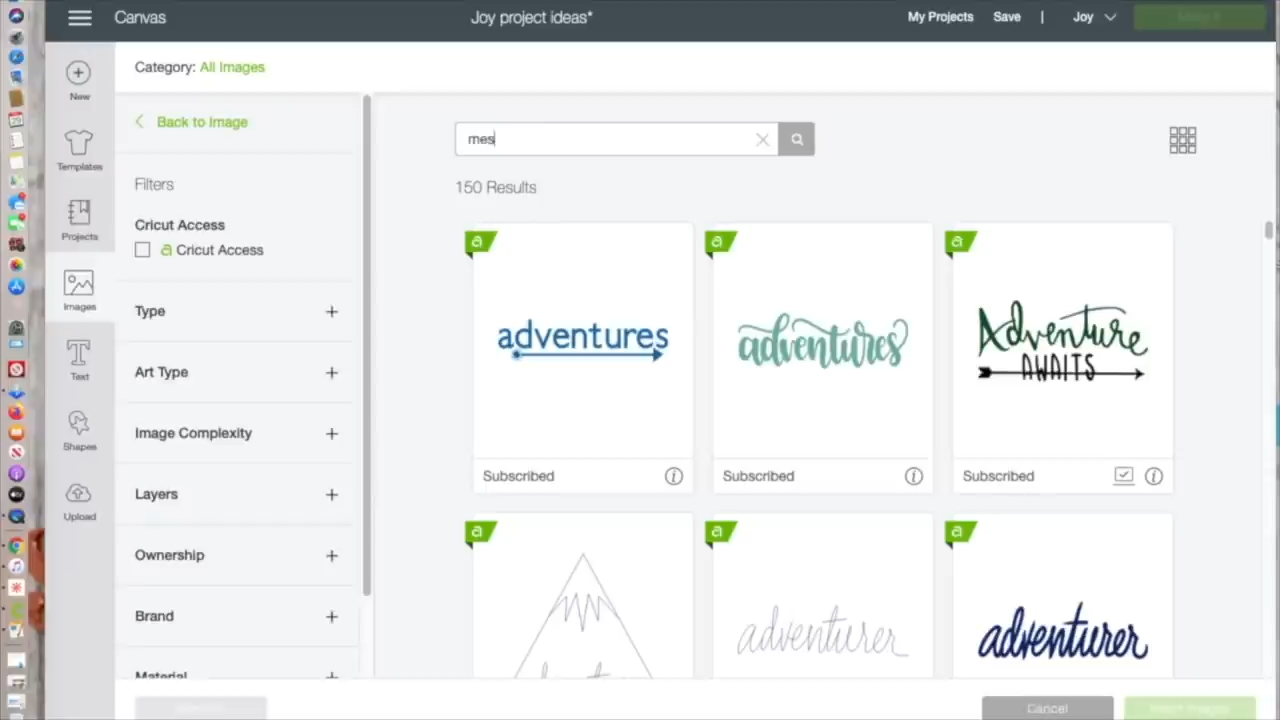 Canvas
Joy project ideas*
My Projects
Save
|
Joy
Category: All Images
New
Templates
Projects
Images
Text
Shapes
Upload
Back to Image
Filters
Cricut Access
a Cricut Access
Type
Art Type
Image Complexity
Layers
Ownership
Brand
Material
mes
150 Results
a
adventures
Subscribed
a
adventures
Subscribed
a
Adventure
AWAITS
Subscribed
a
a
adventurer
a
adventurer
Cancel